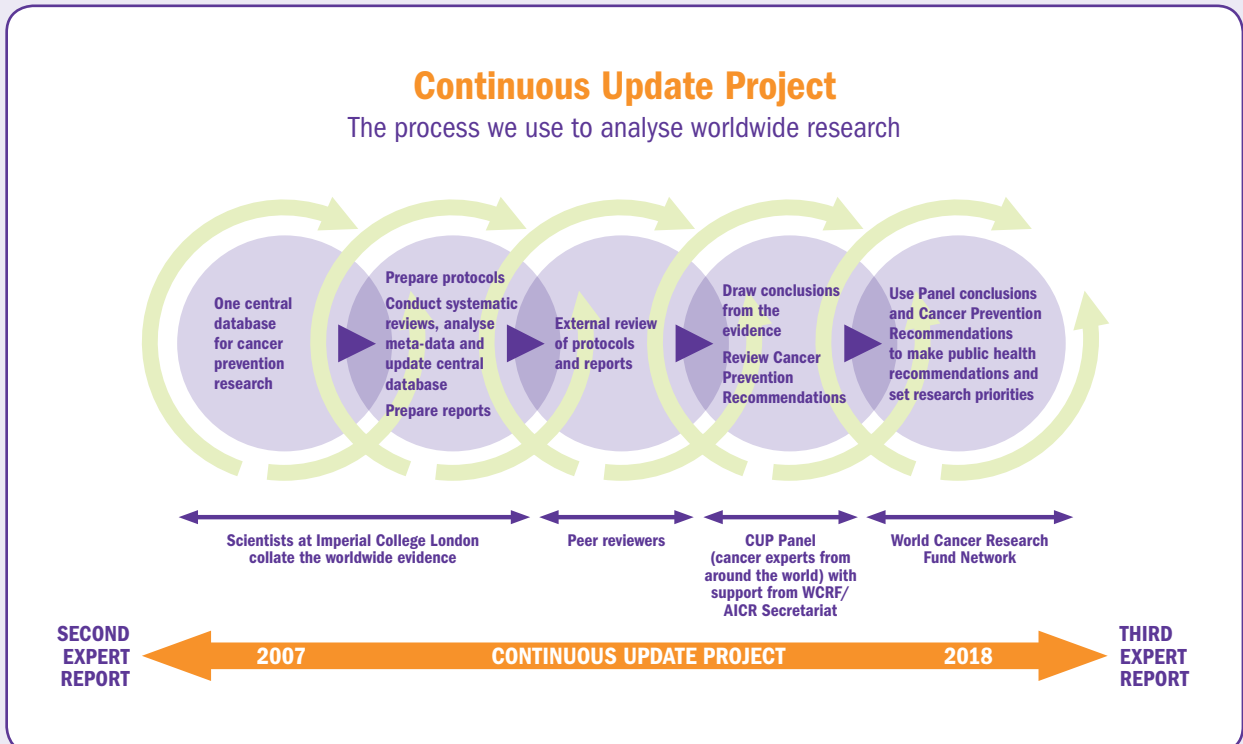 Continuous Update Project
The process we use to analyse worldwide research
One central
database
for cancer
prevention
research
Prepare protocols
Conduct systematic
reviews, analyse
meta-data and
update central
database
Prepare reports
External review
of protocols
and reports
Draw conclusions
from the
evidence
Review Cancer
Prevention
Recommendations
Use Panel conclusions
and Cancer Prevention
Recommendations
to make public health
recommendations and
set research priorities
Scientists at Imperial College London
collate the worldwide evidence
Peer reviewers
CUP Panel
(cancer experts from
around the world) with
support from WCRF/
AICR Secretariat
World Cancer Research
Fund Network
SECOND
EXPERT
REPORT
2007
CONTINUOUS UPDATE PROJECT
2018
THIRD
EXPERT
REPORT